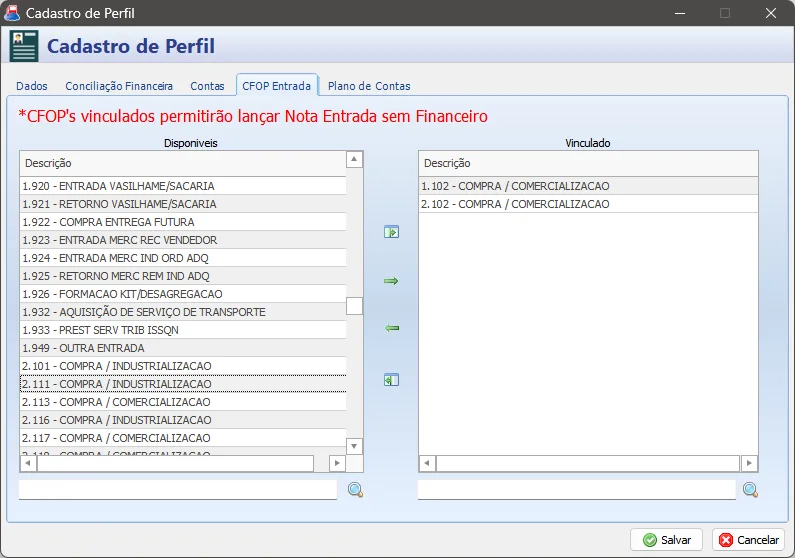 Cadastro de Perfil
Cadastro de Perfil
Dados Conciliação Financeira Contas CFOP Entrada Plano de Contas
*CFOP's vinculados permitirão lançar Nota Entrada sem Financeiro
Disponiveis
Descrição
1.920 - ENTRADA VASILHAME/SACARIA
1.921 - RETORNO VASILHAME/SACARIA
1.922 - COMPRA ENTREGA FUTURA
1.923 - ENTRADA MERC REC VENDEDOR
1.924 - ENTRADA MERC IND ORD ADQ
1.925 - RETORNO MERC REM IND ADQ
1.926 - FORMACAO KIT/DESAGREGACAO
1.932 - AQUISIÇÃO DE SERVIÇO DE TRANSPORTE
1.933 - PREST SERV TRIB ISSQN
1.949 - OUTRA ENTRADA
2.101 - COMPRA / INDUSTRIALIZACAO
2.111 - COMPRA / INDUSTRIALIZACAO
2.113 - COMPRA / COMERCIALIZACAO
2.116 - COMPRA / INDUSTRIALIZACAO
2.117 - COMPRA / COMERCIALIZACAO
2.118 - COMPRA / COMERCIALIZACAO
Vinculado
Descrição
1.102 - COMPRA / COMERCIALIZACAO
2.102 - COMPRA / COMERCIALIZACAO
Salvar Cancelar